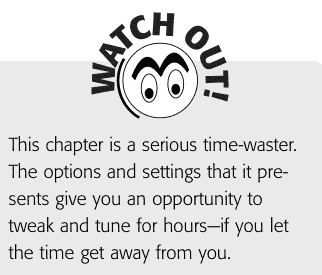 WATCH OUT!
This chapter is a serious time-waster.
The options and settings that it pre-
sents give you an opportunity to
tweak and tune for hours—if you let
the time get away from you.